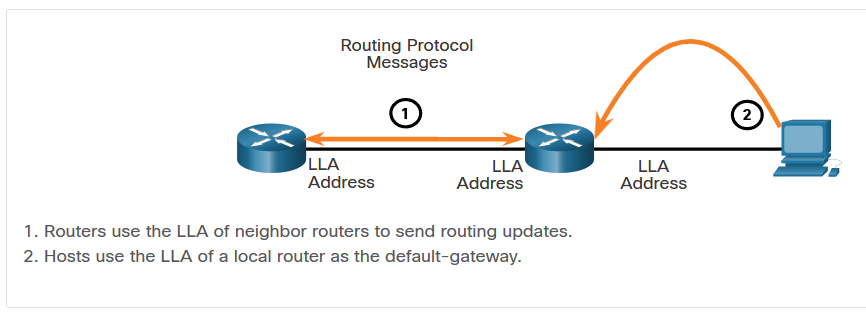 Routing Protocol
Messages
1
2
LLA
Address
LLA
Address
LLA
Address
1. Routers use the LLA of neighbor routers to send routing updates.
2. Hosts use the LLA of a local router as the default-gateway.